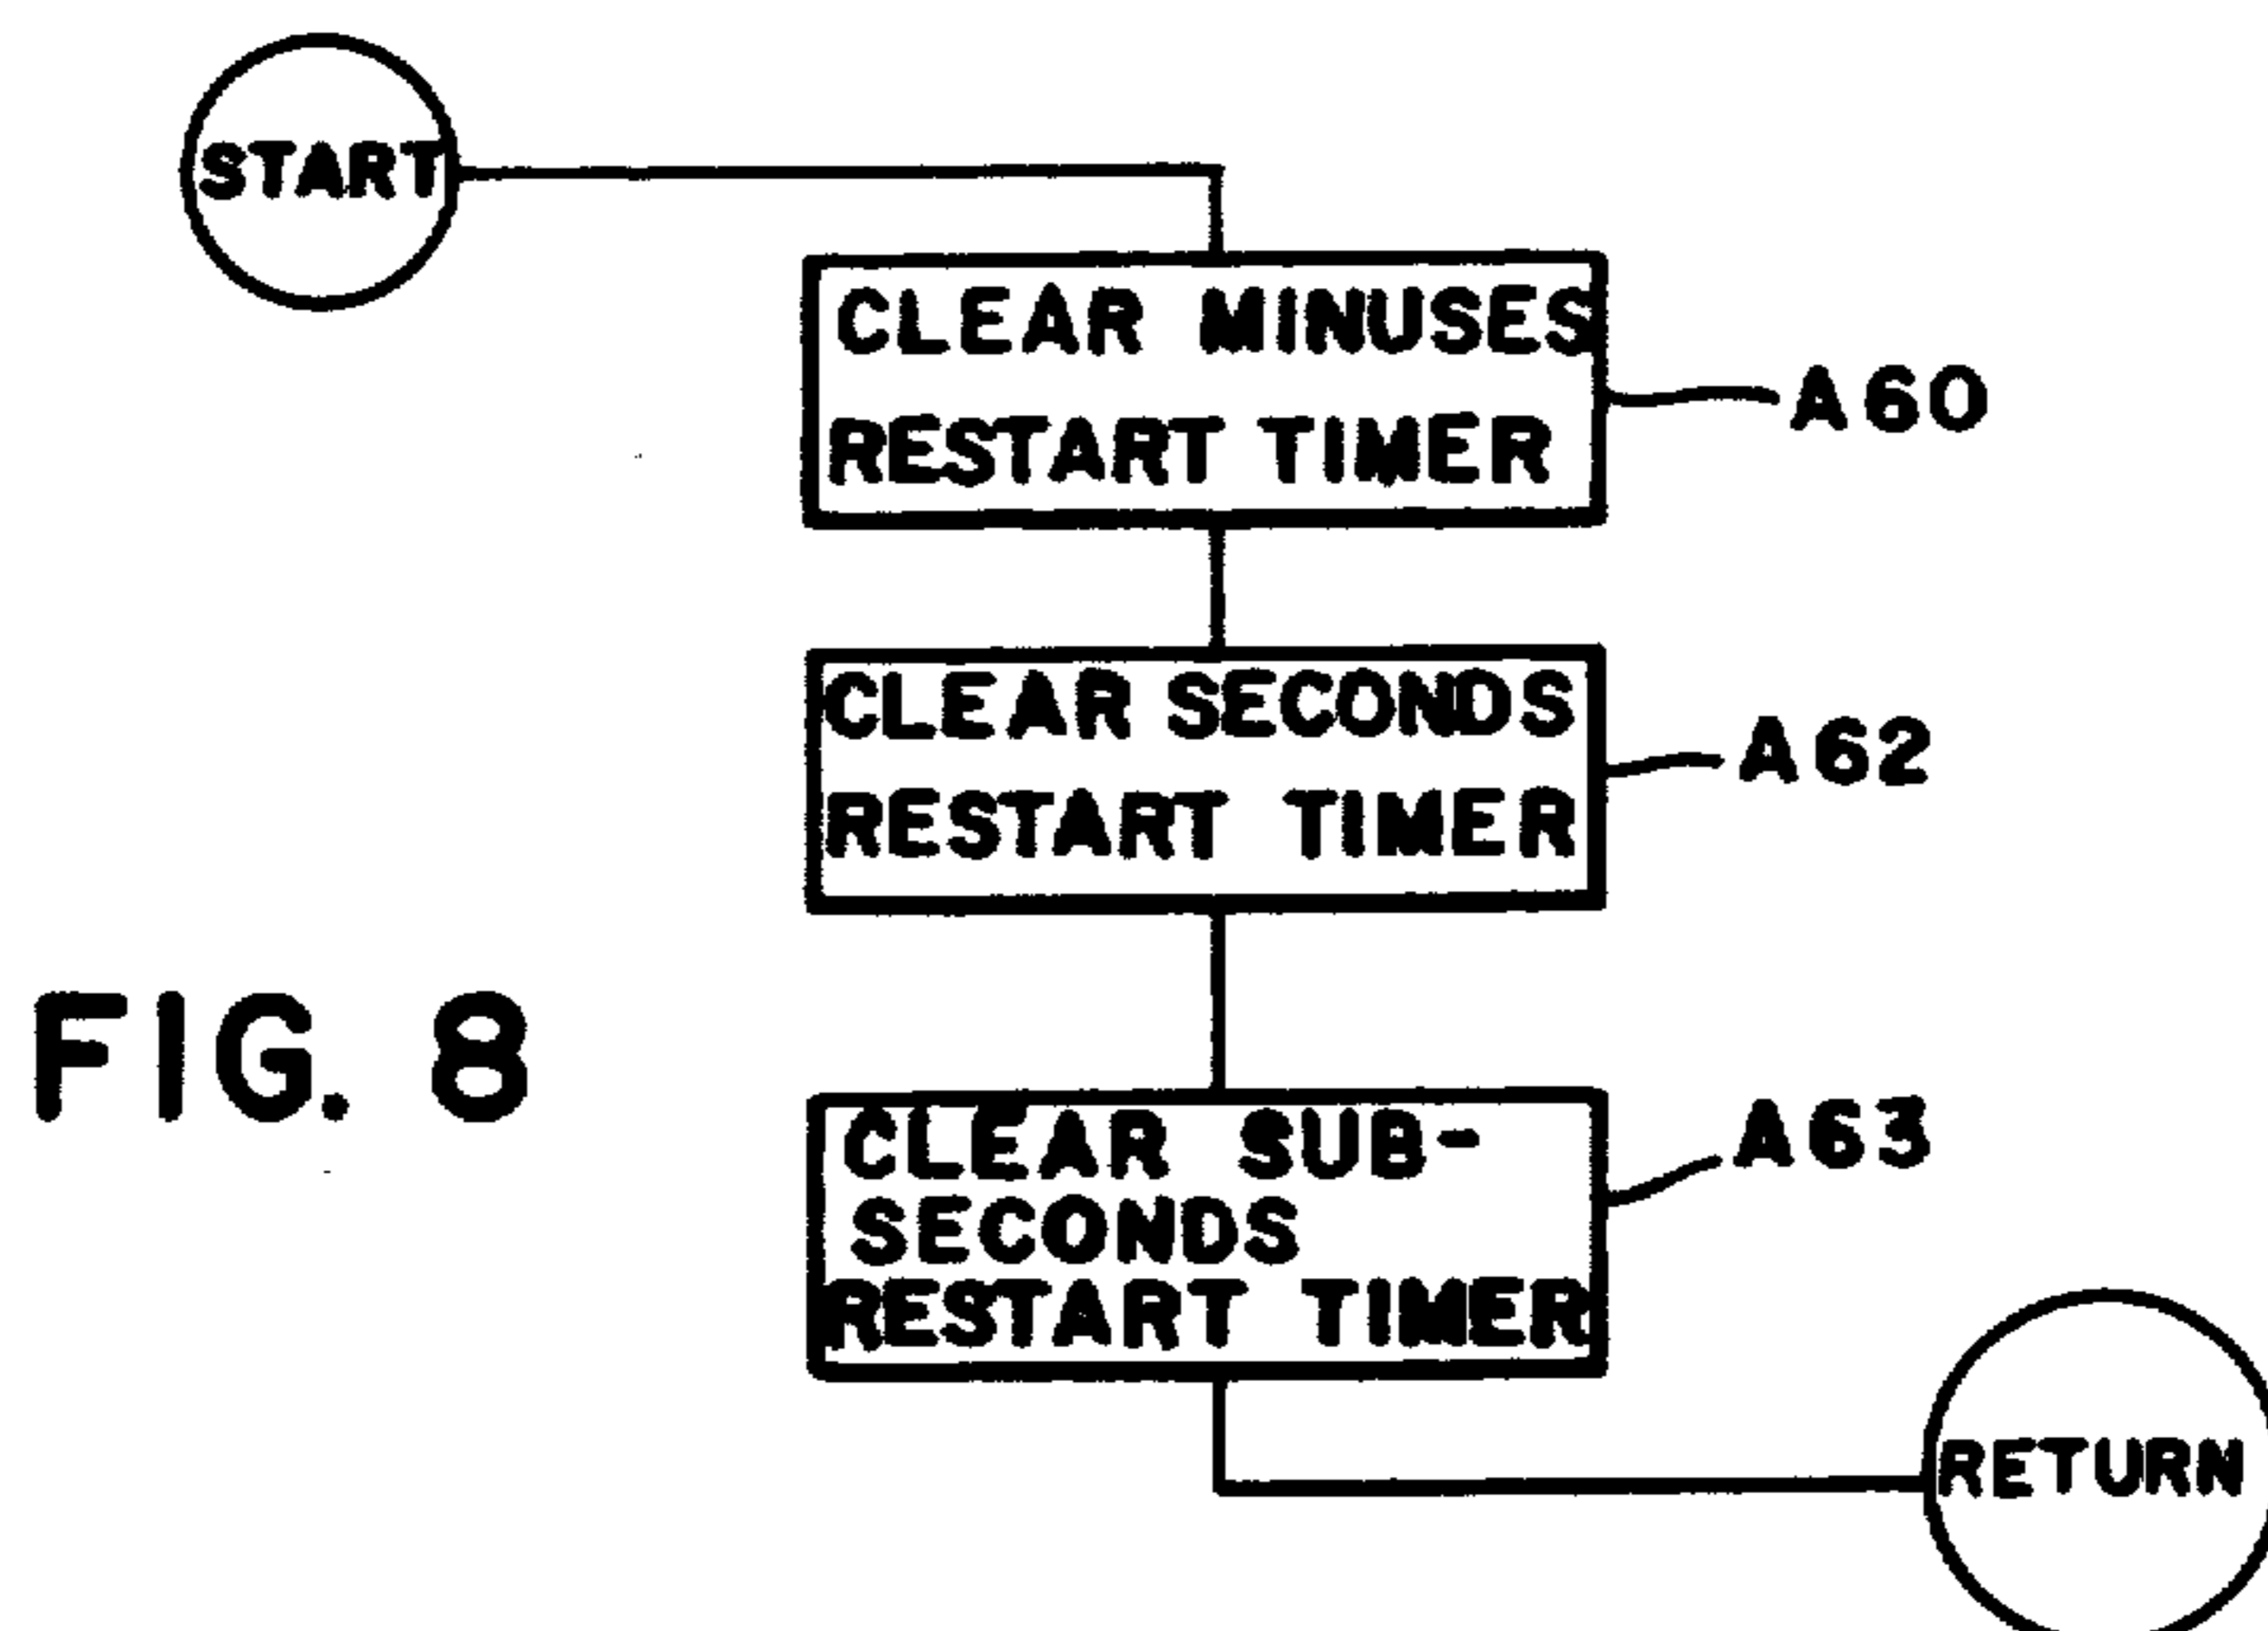 START
CLEAR MINUSES
RESTART TIMER
A60
CLEAR SECONDS
RESTART TIMER
A62
FIG. 8
CLEAR SUB-
SECONDS
RESTART TIMER
A63
RETURN